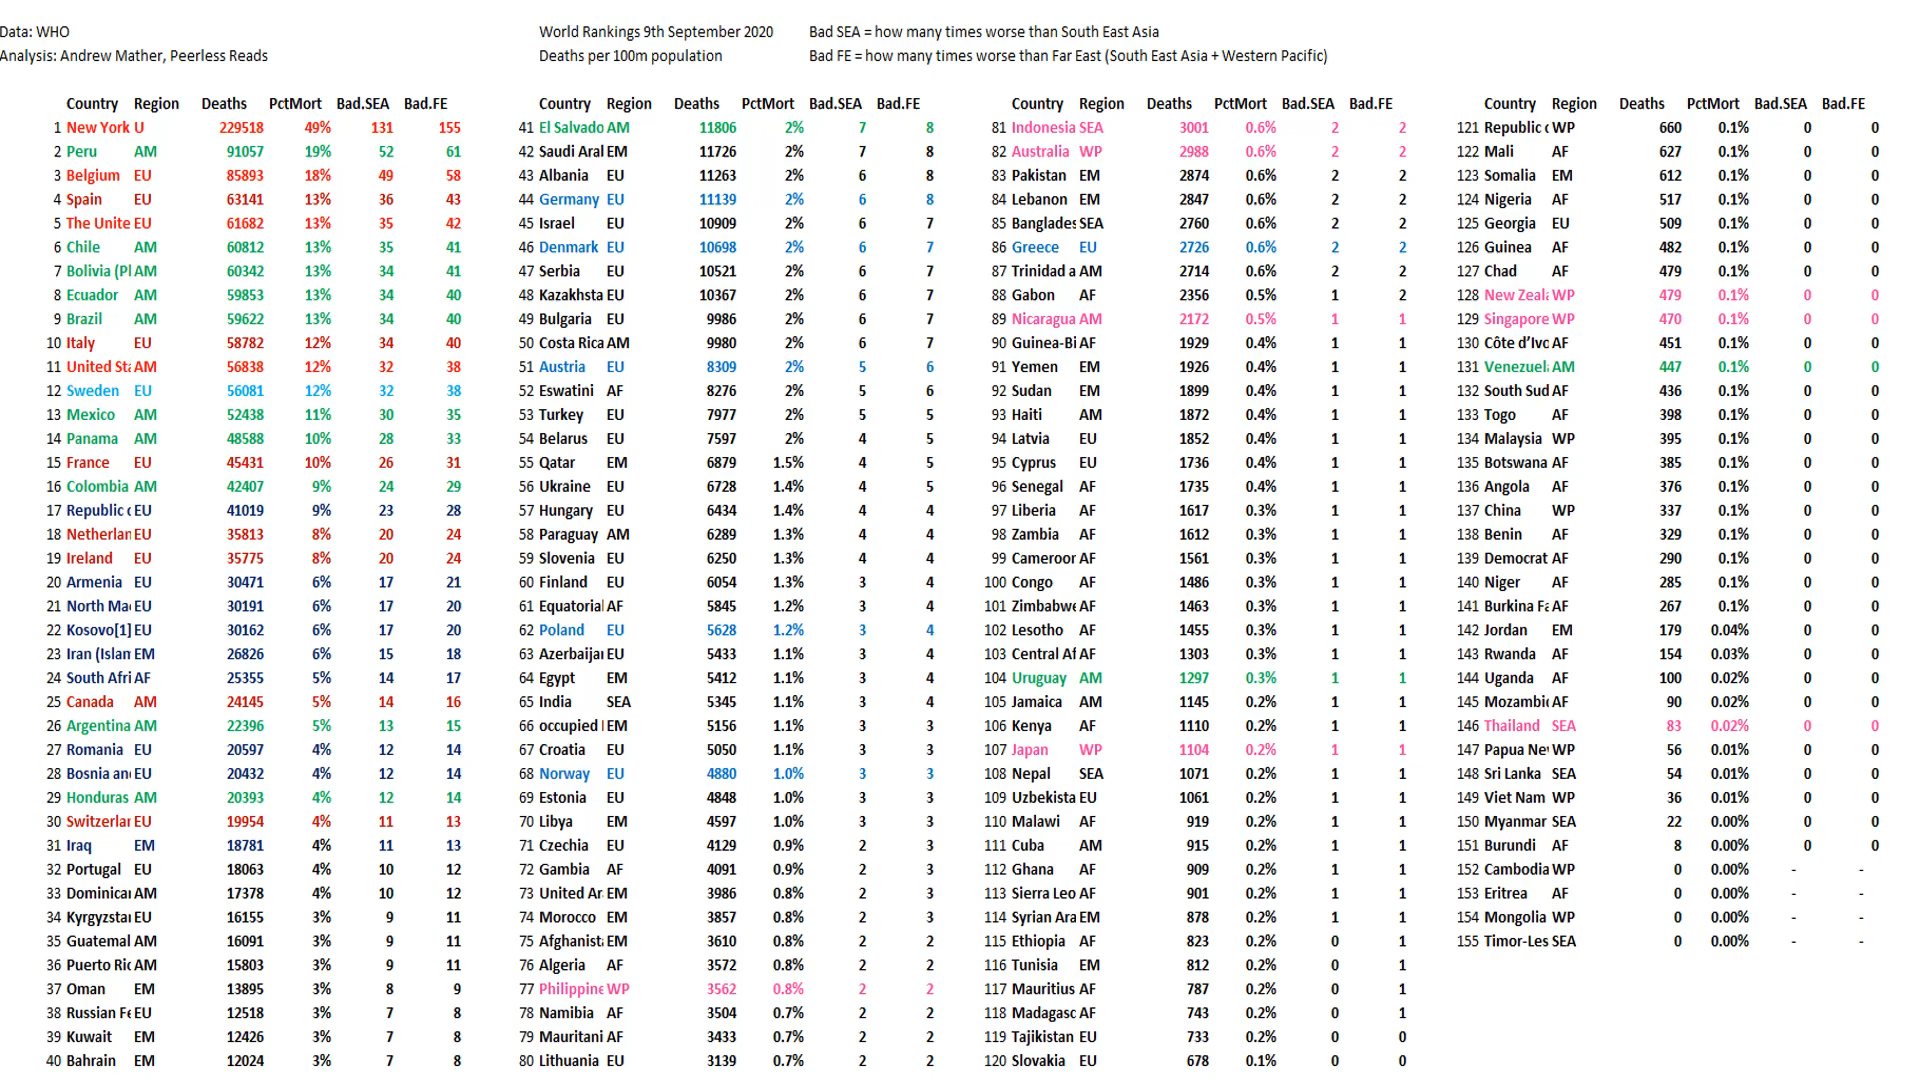 Data: WHO
Analysis: Andrew Mather, Peerless Reads
World Rankings 9th September 2020
Deaths per 100m population
Bad SEA = how many times worse than South East Asia
Bad FE = how many times worse than Far East (South East Asia + Western Pacific)
Country Region Deaths PctMort Bad.SEA Bad.FE
1 New York U 229518 49% 131 155
2 Peru AM 91057 19% 52 61
3 Belgium EU 85893 18% 49 58
4 Spain EU 63141 13% 36 43
5 The Unite EU 61682 13% 35 42
6 Chile AM 60812 13% 35 41
7 Bolivia (Pl AM 60342 13% 34 41
8 Ecuador AM 59853 13% 34 40
9 Brazil AM 59622 13% 34 40
10 Italy EU 58782 12% 34 40
11 United Sta AM 56838 12% 32 38
12 Sweden EU 56081 12% 32 38
13 Mexico AM 52438 11% 30 35
14 Panama AM 48588 10% 28 33
15 France EU 45431 10% 26 31
16 Colombia AM 42407 9% 24 29
17 Republic o EU 41019 9% 23 28
18 Netherlan EU 35813 8% 20 24
19 Ireland EU 35775 8% 20 24
20 Armenia EU 30471 6% 17 21
21 North Ma EU 30191 6% 17 20
22 Kosovo[1] EU 30162 6% 17 20
23 Iran (Islam EM 26826 6% 15 18
24 South Afri AF 25355 5% 14 17
25 Canada AM 24145 5% 14 16
26 Argentina AM 22396 5% 13 15
27 Romania EU 20597 4% 12 14
28 Bosnia an EU 20432 4% 12 14
29 Honduras AM 20393 4% 12 14
30 Switzerlan EU 19954 4% 11 13
31 Iraq EM 18781 4% 11 13
32 Portugal EU 18063 4% 10 12
33 Dominica AM 17378 4% 10 12
34 Kyrgyzstan EU 16155 3% 9 11
35 Guatemal AM 16091 3% 9 11
36 Puerto Ric AM 15803 3% 9 11
37 Oman EM 13895 3% 8 9
38 Russian Fe EU 12518 3% 7 8
39 Kuwait EM 12426 3% 7 8
40 Bahrain EM 12024 3% 7 8
Country Region Deaths PctMort Bad.SEA Bad.FE
41 El Salvado AM 11806 2% 7 8
42 Saudi Aral EM 11726 2% 7 8
43 Albania EU 11263 2% 6 8
44 Germany EU 11139 2% 6 8
45 Israel EU 10909 2% 6 7
46 Denmark EU 10698 2% 6 7
47 Serbia EU 10521 2% 6 7
48 Kazakhsta EU 10367 2% 6 7
49 Bulgaria EU 9986 2% 6 7
50 Costa Rica AM 9980 2% 6 7
51 Austria EU 8309 2% 5 6
52 Eswatini AF 8276 2% 5 6
53 Turkey EU 7977 2% 5 5
54 Belarus EU 7597 2% 4 5
55 Qatar EM 6879 1.5% 4 5
56 Ukraine EU 6728 1.4% 4 5
57 Hungary EU 6434 1.4% 4 4
58 Paraguay AM 6289 1.3% 4 4
59 Slovenia EU 6250 1.3% 4 4
60 Finland EU 6054 1.3% 3 4
61 Equatorial AF 5845 1.2% 3 4
62 Poland EU 5628 1.2% 3 4
63 Azerbaijan EU 5433 1.1% 3 4
64 Egypt EM 5412 1.1% 3 4
65 India SEA 5345 1.1% 3 4
66 occupied EM 5156 1.1% 3 3
67 Croatia EU 5050 1.1% 3 3
68 Norway EU 4880 1.0% 3 3
69 Estonia EU 4848 1.0% 3 3
70 Libya EM 4597 1.0% 3 3
71 Czechia EU 4129 0.9% 2 3
72 Gambia AF 4091 0.9% 2 3
73 United Ar EM 3986 0.8% 2 3
74 Morocco EM 3857 0.8% 2 3
75 Afghanist EM 3610 0.8% 2 2
76 Algeria AF 3572 0.8% 2 2
77 Philippine WP 3562 0.8% 2 2
78 Namibia AF 3504 0.7% 2 2
79 Mauritani AF 3433 0.7% 2 2
80 Lithuania EU 3139 0.7% 2 2
Country Region Deaths PctMort Bad.SEA Bad.FE
81 Indonesia SEA 3001 0.6% 2 2
82 Australia WP 2988 0.6% 2 2
83 Pakistan EM 2874 0.6% 2 2
84 Lebanon EM 2847 0.6% 2 2
85 Banglades SEA 2760 0.6% 2 2
86 Greece EU 2726 0.6% 2 2
87 Trinidad a AM 2714 0.6% 2 2
88 Gabon AF 2356 0.5% 1 2
89 Nicaragua AM 2172 0.5% 1 1
90 Guinea-Bi AF 1929 0.4% 1 1
91 Yemen EM 1926 0.4% 1 1
92 Sudan EM 1899 0.4% 1 1
93 Haiti AM 1872 0.4% 1 1
94 Latvia EU 1852 0.4% 1 1
95 Cyprus EU 1736 0.4% 1 1
96 Senegal AF 1735 0.4% 1 1
97 Liberia AF 1617 0.3% 1 1
98 Zambia AF 1612 0.3% 1 1
99 Cameroon AF 1561 0.3% 1 1
100 Congo AF 1486 0.3% 1 1
101 Zimbabwe AF 1463 0.3% 1 1
102 Lesotho AF 1455 0.3% 1 1
103 Central Af AF 1303 0.3% 1 1
104 Uruguay AM 1297 0.3% 1 1
105 Jamaica AM 1145 0.2% 1 1
106 Kenya AF 1110 0.2% 1 1
107 Japan WP 1104 0.2% 1 1
108 Nepal SEA 1071 0.2% 1 1
109 Uzbekista EU 1061 0.2% 1 1
110 Malawi AF 919 0.2% 1 1
111 Cuba AM 915 0.2% 1 1
112 Ghana AF 909 0.2% 1 1
113 Sierra Leo AF 901 0.2% 1 1
114 Syrian Ara EM 878 0.2% 1 1
115 Ethiopia AF 823 0.2% 0 1
116 Tunisia EM 812 0.2% 0 1
117 Mauritius AF 787 0.2% 0 1
118 Madagasc AF 743 0.2% 0 1
119 Tajikistan EU 733 0.2% 0 0
120 Slovakia EU 678 0.1% 0 0
Country Region Deaths PctMort Bad.SEA Bad.FE
121 Republic o WP 660 0.1% 0 0
122 Mali AF 627 0.1% 0 0
123 Somalia EM 612 0.1% 0 0
124 Nigeria AF 517 0.1% 0 0
125 Georgia EU 509 0.1% 0 0
126 Guinea AF 482 0.1% 0 0
127 Chad AF 479 0.1% 0 0
128 New Zeala WP 479 0.1% 0 0
129 Singapore WP 470 0.1% 0 0
130 Côte d’Ivo AF 451 0.1% 0 0
131 Venezuela AM 447 0.1% 0 0
132 South Sud AF 436 0.1% 0 0
133 Togo AF 398 0.1% 0 0
134 Malaysia WP 395 0.1% 0 0
135 Botswana AF 385 0.1% 0 0
136 Angola AF 376 0.1% 0 0
137 China WP 337 0.1% 0 0
138 Benin AF 329 0.1% 0 0
139 Democrat AF 290 0.1% 0 0
140 Niger AF 285 0.1% 0 0
141 Burkina Fa AF 267 0.1% 0 0
142 Jordan EM 179 0.04% 0 0
143 Rwanda AF 154 0.03% 0 0
144 Uganda AF 100 0.02% 0 0
145 Mozambic AF 90 0.02% 0 0
146 Thailand SEA 83 0.02% 0 0
147 Papua Ne WP 56 0.01% 0 0
148 Sri Lanka SEA 54 0.01% 0 0
149 Viet Nam WP 36 0.01% 0 0
150 Myanmar SEA 22 0.00% 0 0
151 Burundi AF 8 0.00% 0 0
152 Cambodia WP 0 0.00% - -
153 Eritrea AF 0 0.00% - -
154 Mongolia WP 0 0.00% - -
155 Timor-Les SEA 0 0.00% - -